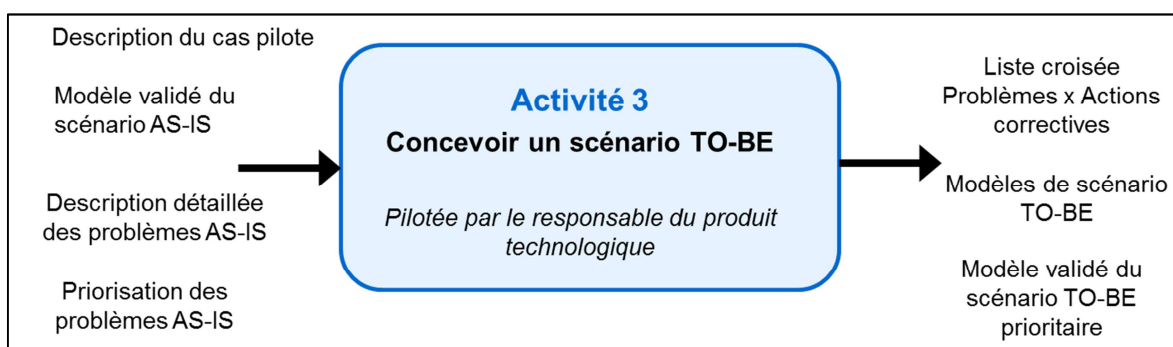 Description du cas pilote
Modèle validé du
scénario AS-IS
Description détaillée
des problèmes AS-IS
Priorisation des
problèmes AS-IS
Activité 3
Concevoir un scénario TO-BE
Pilotée par le responsable du produit
technologique
Liste croisée
Problèmes x Actions
correctives
Modèles de scénario
TO-BE
Modèle validé du
scénario TO-BE
prioritaire